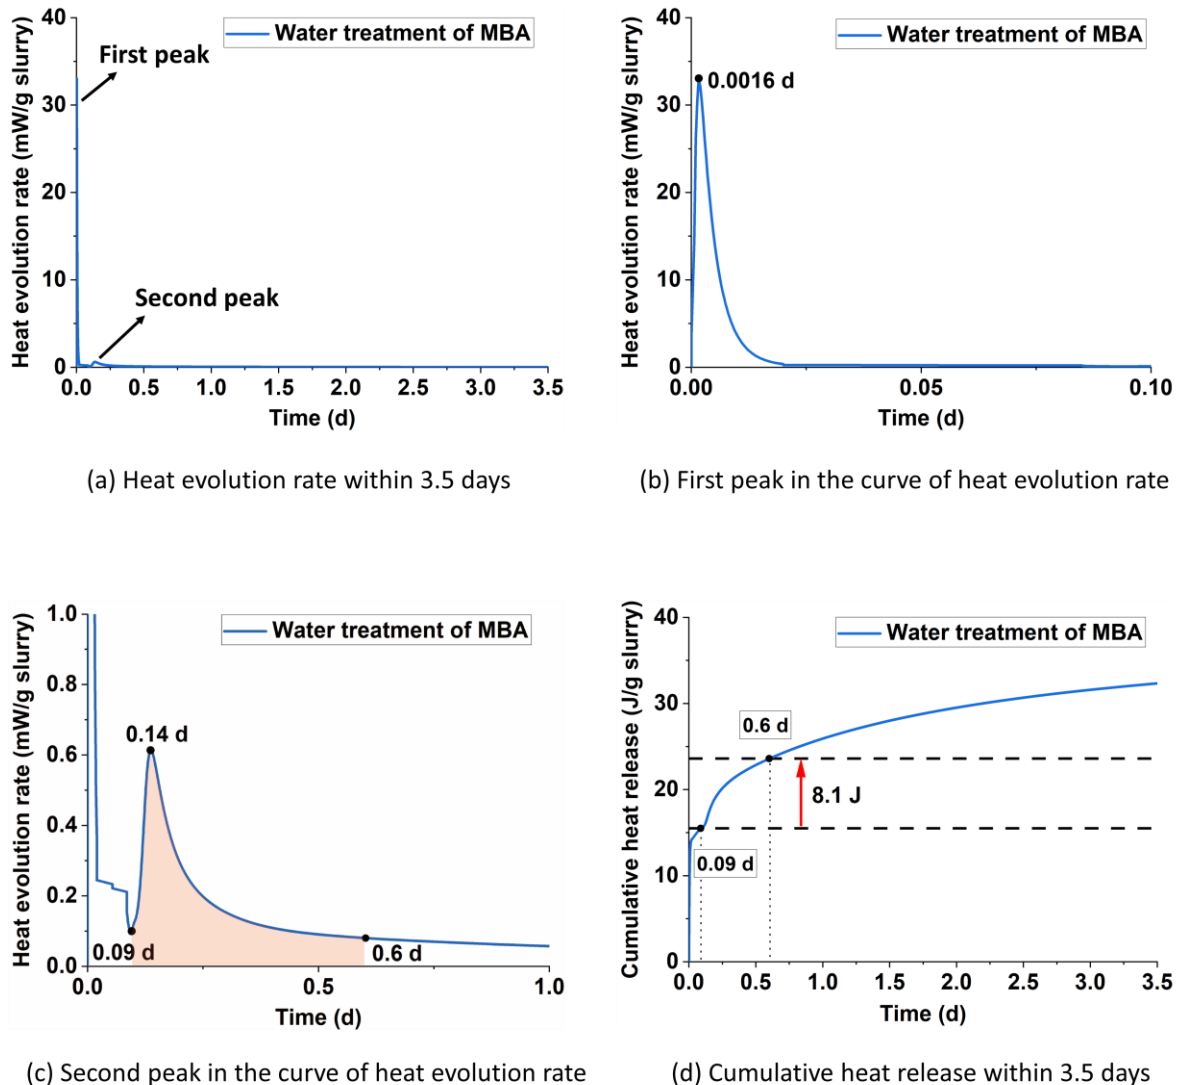 Heat evolution rate (mW/g slurry)
40
30
20
10
0
Water treatment of MBA
First peak
Second peak
0.0 0.5 1.0 1.5 2.0 2.5 3.0 3.5
Time (d)
(a) Heat evolution rate within 3.5 days
Heat evolution rate (mW/g slurry)
40
30
20
10
0
Water treatment of MBA
0.0016 d
0.00 0.05 0.10
Time (d)
(b) First peak in the curve of heat evolution rate
Heat evolution rate (mW/g slurry)
1.0
0.8
0.6
0.4
0.2
0.0
Water treatment of MBA
0.14 d
0.09 d
0.6 d
0.0 0.5 1.0
Time (d)
(c) Second peak in the curve of heat evolution rate
Cumulative heat release (J/g slurry)
40
30
20
10
0
Water treatment of MBA
0.6 d
8.1 J
0.09 d
0.0 0.5 1.0 1.5 2.0 2.5 3.0 3.5
Time (d)
(d) Cumulative heat release within 3.5 days